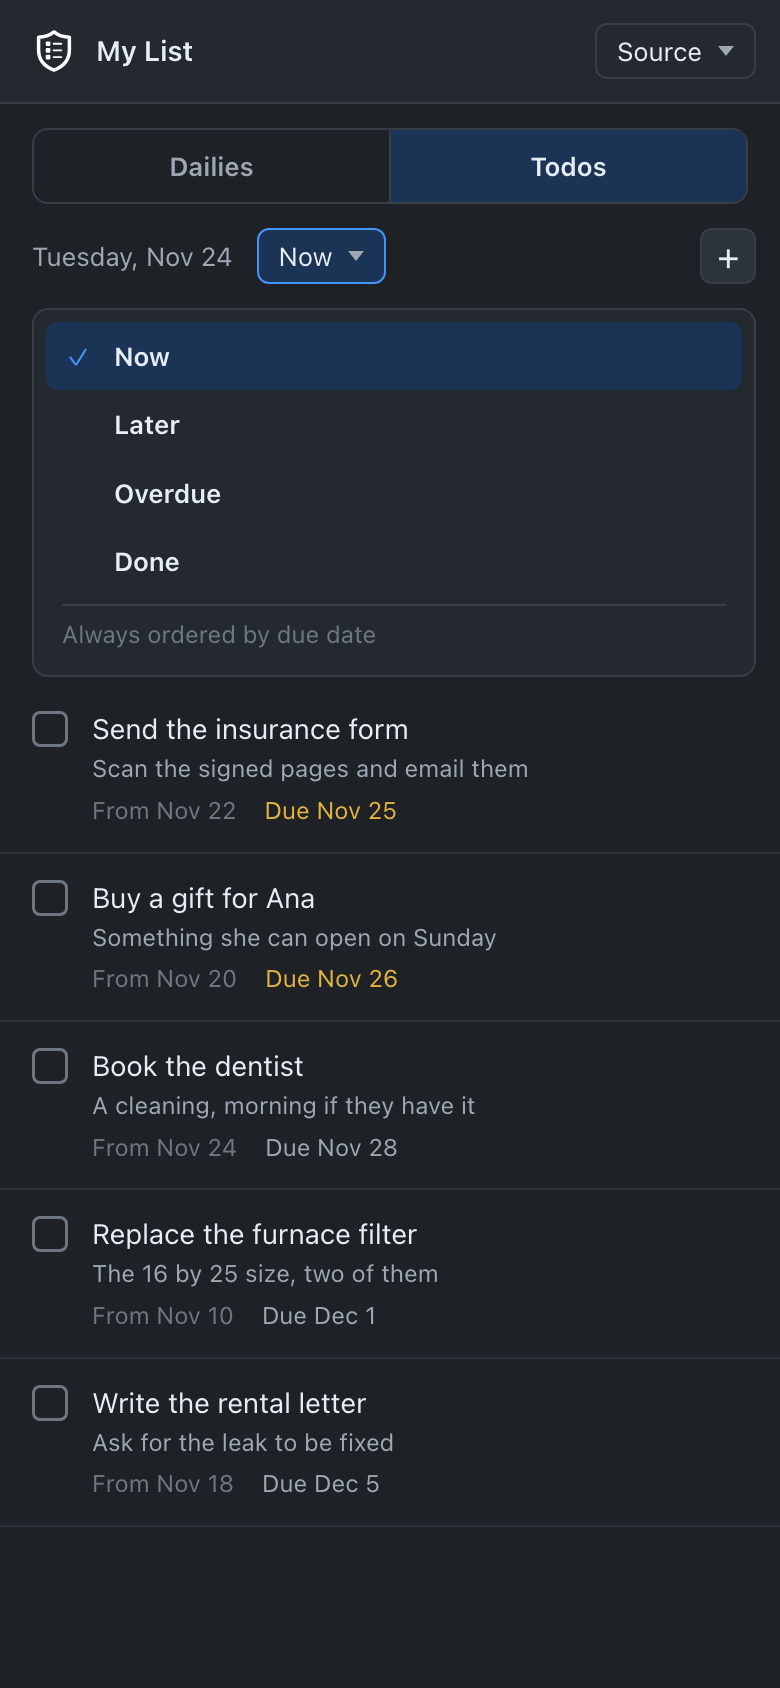 My List
Source
Dailies
Todos
Tuesday, Nov 24
Now
+
✓ Now
Later
Overdue
Done
Always ordered by due date
Send the insurance form
Scan the signed pages and email them
From Nov 22 Due Nov 25
Buy a gift for Ana
Something she can open on Sunday
From Nov 20 Due Nov 26
Book the dentist
A cleaning, morning if they have it
From Nov 24 Due Nov 28
Replace the furnace filter
The 16 by 25 size, two of them
From Nov 10 Due Dec 1
Write the rental letter
Ask for the leak to be fixed
From Nov 18 Due Dec 5